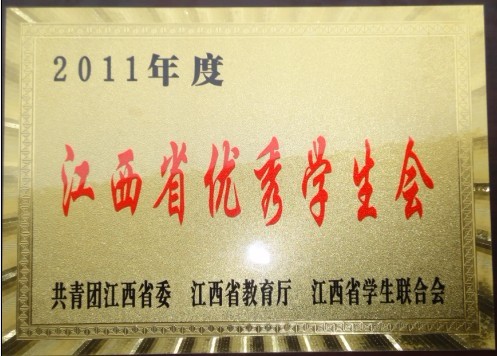 2011年度
江西省优秀学生会
共青团江西省委 江西省教育厅 江西省学生联合会